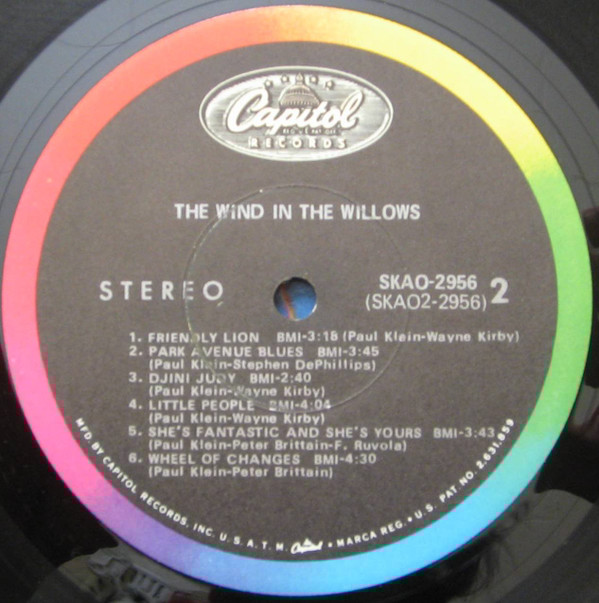 Capitol
REG. U.S. PAT. OFF.
RECORDS
THE WIND IN THE WILLOWS
STEREO
SKAO-2956
(SKAO2-2956) 2
1. FRIENDLY LION BMI-3:18 (Paul Klein-Wayne Kirby)
2. PARK AVENUE BLUES BMI-3:45
(Paul Klein-Stephen DePhillips)
3. DJINI JUDY BMI-2:40
(Paul Klein-Wayne Kirby)
4. LITTLE PEOPLE BMI-4:04
(Paul Klein-Wayne Kirby)
5. SHE'S FANTASTIC AND SHE'S YOURS BMI-3:43
(Paul Klein-Peter Brittain-F. Ruvola)
6. WHEEL OF CHANGES BMI-4:30
(Paul Klein-Peter Brittain)
MFD. BY CAPITOL RECORDS, INC. U. S. A. T. M. Capitol • MARCA REG. • U. S. PAT. NO. 2,631,859